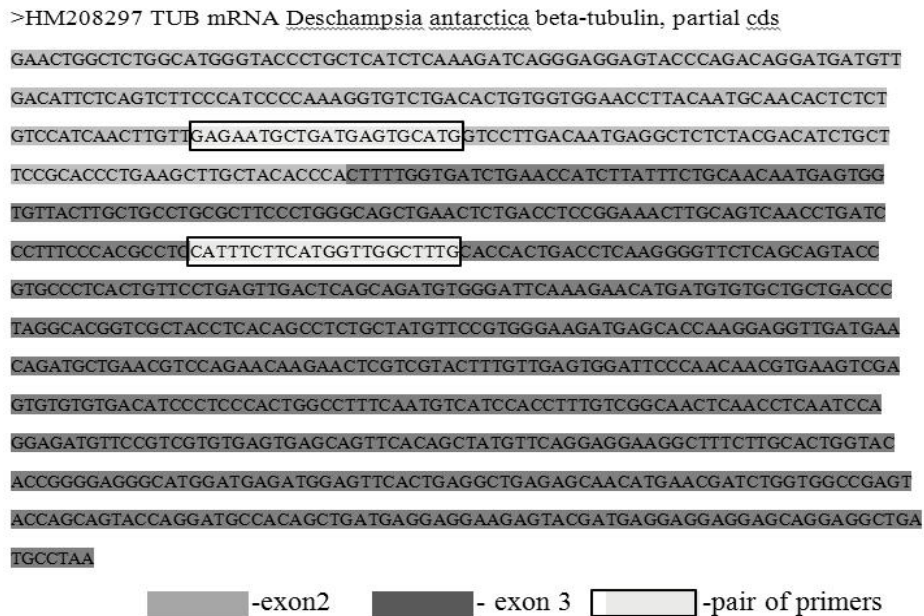 >HM208297 TUB mRNA Deschampsia antarctica beta-tubulin, partial cds
GAACTGGCTCTGGCATGGGTACCCTGCTCATCTCAAAGATCAGGGAGGAGTACCCAGACAGGATGATGTT
GACATTCTCAGTCTTCCCATCCCCAAAGGTGTCTGACACTGTGGTGGAACCTTACAATGCAACACTCTCT
GTCCATCAACTTGTTGAGAATGCTGATGAGTGCATGGTCCTTGACAATGAGGCTCTCTACGACATCTGCT
TCCGCACCCTGAAGCTTGCTACACCCACTTTTGGTGATCTGAACCATCTTATTTCTGCAACAATGAGTGG
TGTTACTTGCTGCCTGCGCTTCCCTGGGCAGCTGAACTCTGACCTCCGGAAACTTGCAGTCAACCTGATC
CCTTTCCCACGCCTCCATTTCTTCATGGTTGGCTTTGCACCACTGACCTCAAGGGGTTCTCAGCAGTACC
GTGCCCTCACTGTTCCTGAGTTGACTCAGCAGATGTGGGATTCAAAGAACATGATGTGTGCTGCTGACCC
TAGGCACGGTCGCTACCTCACAGCCTCTGCTATGTTCCGTGGGAAGATGAGCACCAAGGAGGTTGATGAA
CAGATGCTGAACGTCCAGAACAAGAACTCGTCGTACTTTGTTGAGTGGATTCCCAACAACGTGAAGTCGA
GTGTGTGTGACATCCCTCCCACTGGCCTTTCAATGTCATCCACCTTTGTCGGCAACTCAACCTCAATCCA
GGAGATGTTCCGTCGTGTGAGTGAGCAGTTCACAGCTATGTTCAGGAGGAAGGCTTTCTTGCACTGGTAC
ACCGGGGAGGGCATGGATGAGATGGAGTTCACTGAGGCTGAGAGCAACATGAACGATCTGGTGGCCGAGT
ACCAGCAGTACCAGGATGCCACAGCTGATGAGGAGGAAGAGTACGATGAGGAGGAGGAGCAGGAGGCTGA
TGCCTAA
-exon2 - exon 3 -pair of primers